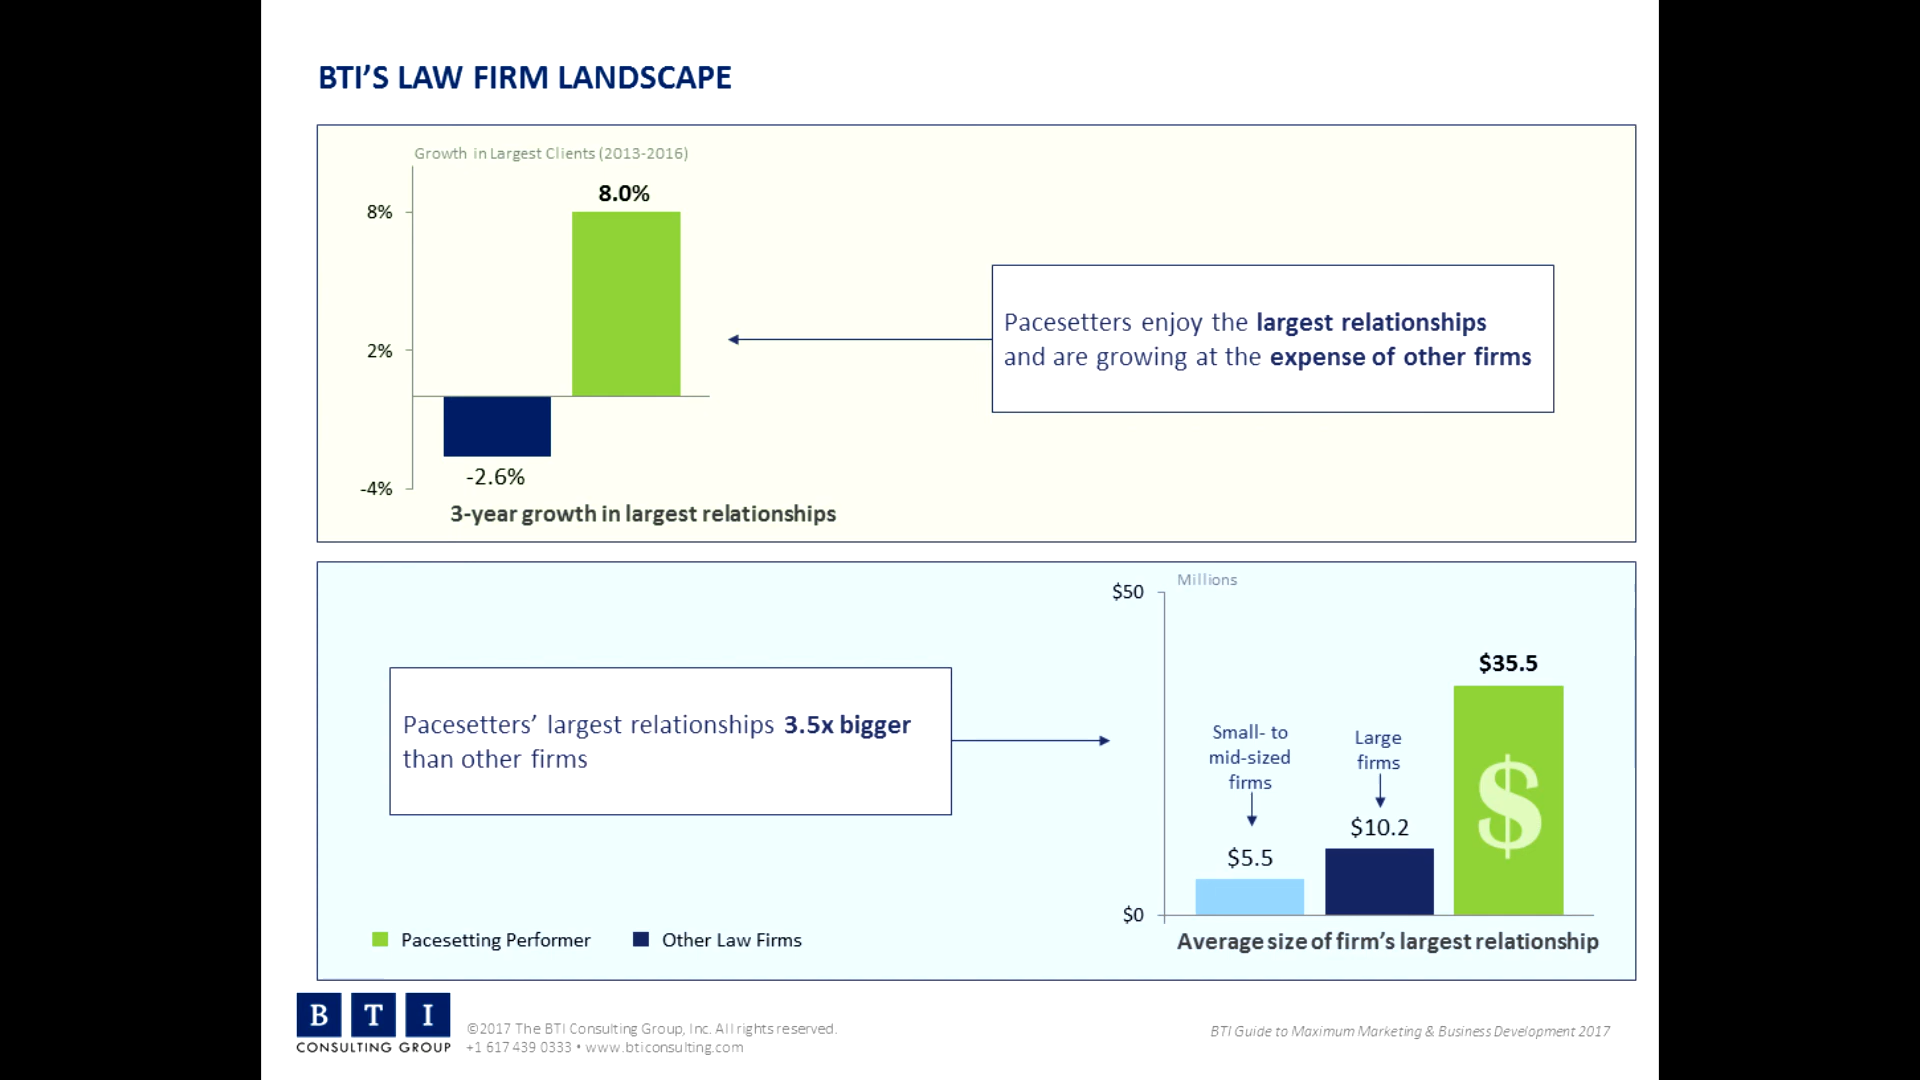 BTI'S LAW FIRM LANDSCAPE
Growth in Largest Clients (2013-2016)
8.0%
8%
2%
-2.6%
-4%
3-year growth in largest relationships
Pacesetters enjoy the largest relationships
and are growing at the expense of other firms
Pacesetters' largest relationships 3.5x bigger
than other firms
Millions
$50
$35.5
Small- to
mid-sized
firms
Large
firms
$10.2
$5.5
$
$0
Average size of firm's largest relationship
Pacesetting Performer
Other Law Firms
B T I
CONSULTING GROUP
©2017 The BTI Consulting Group, Inc. All rights reserved.
+1 617 439 0333 • www.bticonsulting.com
BTI Guide to Maximum Marketing & Business Development 2017